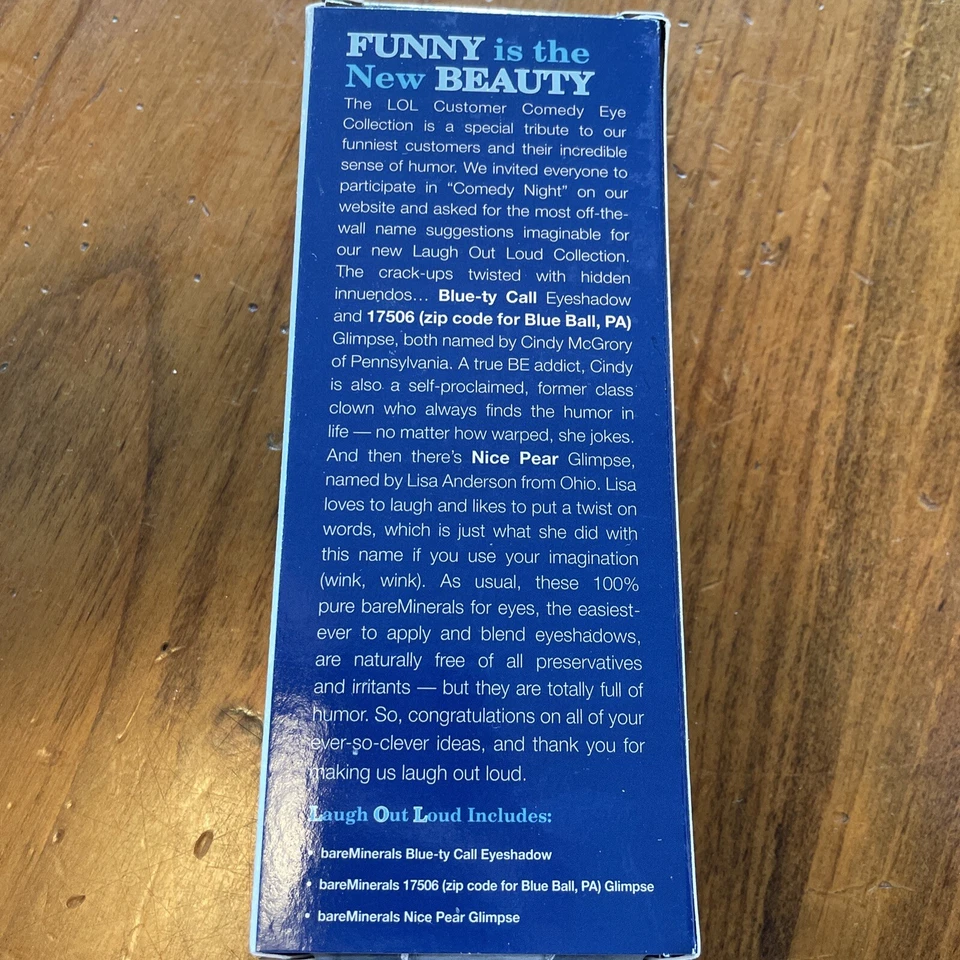 FUNNY is the
New BEAUTY
The LOL Customer Comedy Eye
Collection is a special tribute to our
funniest customers and their incredible
sense of humor. We invited everyone to
participate in “Comedy Night” on our
website and asked for the most off-the-
wall name suggestions imaginable for
our new Laugh Out Loud Collection.
The crack-ups twisted with hidden
innuendos... Blue-ty Call Eyeshadow
and 17506 (zip code for Blue Ball, PA)
Glimpse, both named by Cindy McGrory
of Pennsylvania. A true BE addict, Cindy
is also a self-proclaimed, former class
clown who always finds the humor in
life — no matter how warped, she jokes.
And then there's Nice Pear Glimpse,
named by Lisa Anderson from Ohio. Lisa
loves to laugh and likes to put a twist on
words, which is just what she did with
this name if you use your imagination
(wink, wink). As usual, these 100%
pure bareMinerals for eyes, the easiest-
ever to apply and blend eyeshadows,
are naturally free of all preservatives
and irritants — but they are totally full of
humor. So, congratulations on all of your
ever-so-clever ideas, and thank you for
making us laugh out loud.
Laugh Out Loud Includes:
• bareMinerals Blue-ty Call Eyeshadow
• bareMinerals 17506 (zip code for Blue Ball, PA) Glimpse
• bareMinerals Nice Pear Glimpse